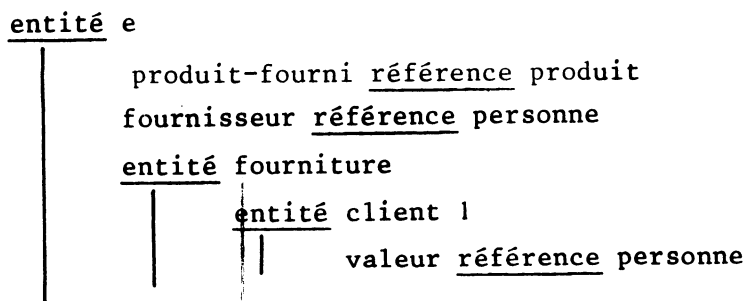 entité e
produit-fourni référence produit
fournisseur référence personne
entité fourniture
entité client 1
valeur référence personne